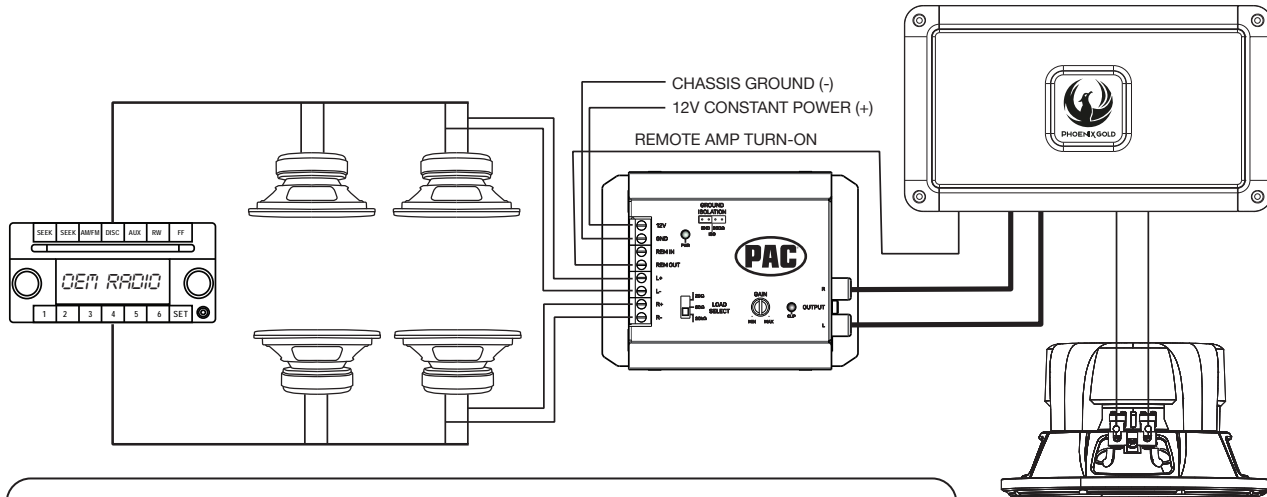 CHASSIS GROUND (-)
12V CONSTANT POWER (+)
REMOTE AMP TURN-ON
PHOENIX GOLD
SEEK SEEK AM/FM DISC AUX RW FF
OEM RADIO
1 2 3 4 5 6 SET
GROUND
ISOLATION
12V
GND
REM IN
REM OUT
L+
L-
R+
R-
PWR
PAC
LOAD
SELECT
GAIN
MIN MAX
CLIP
OUTPUT
R
L